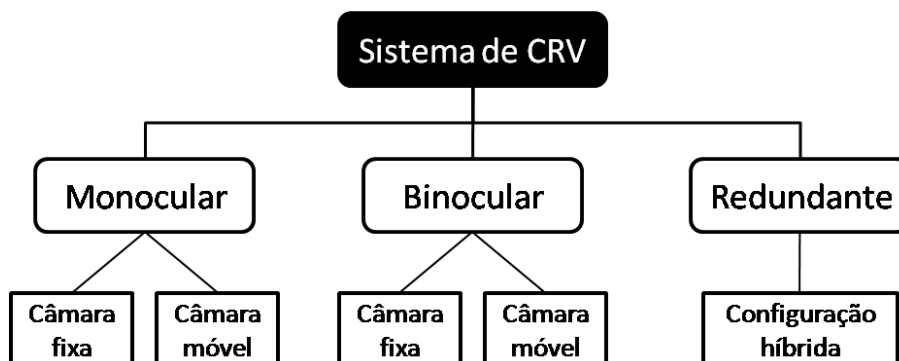 Sistema de CRV
Monocular
Binocular
Redundante
Câmara
fixa
Câmara
móvel
Câmara
fixa
Câmara
móvel
Configuração
híbrida